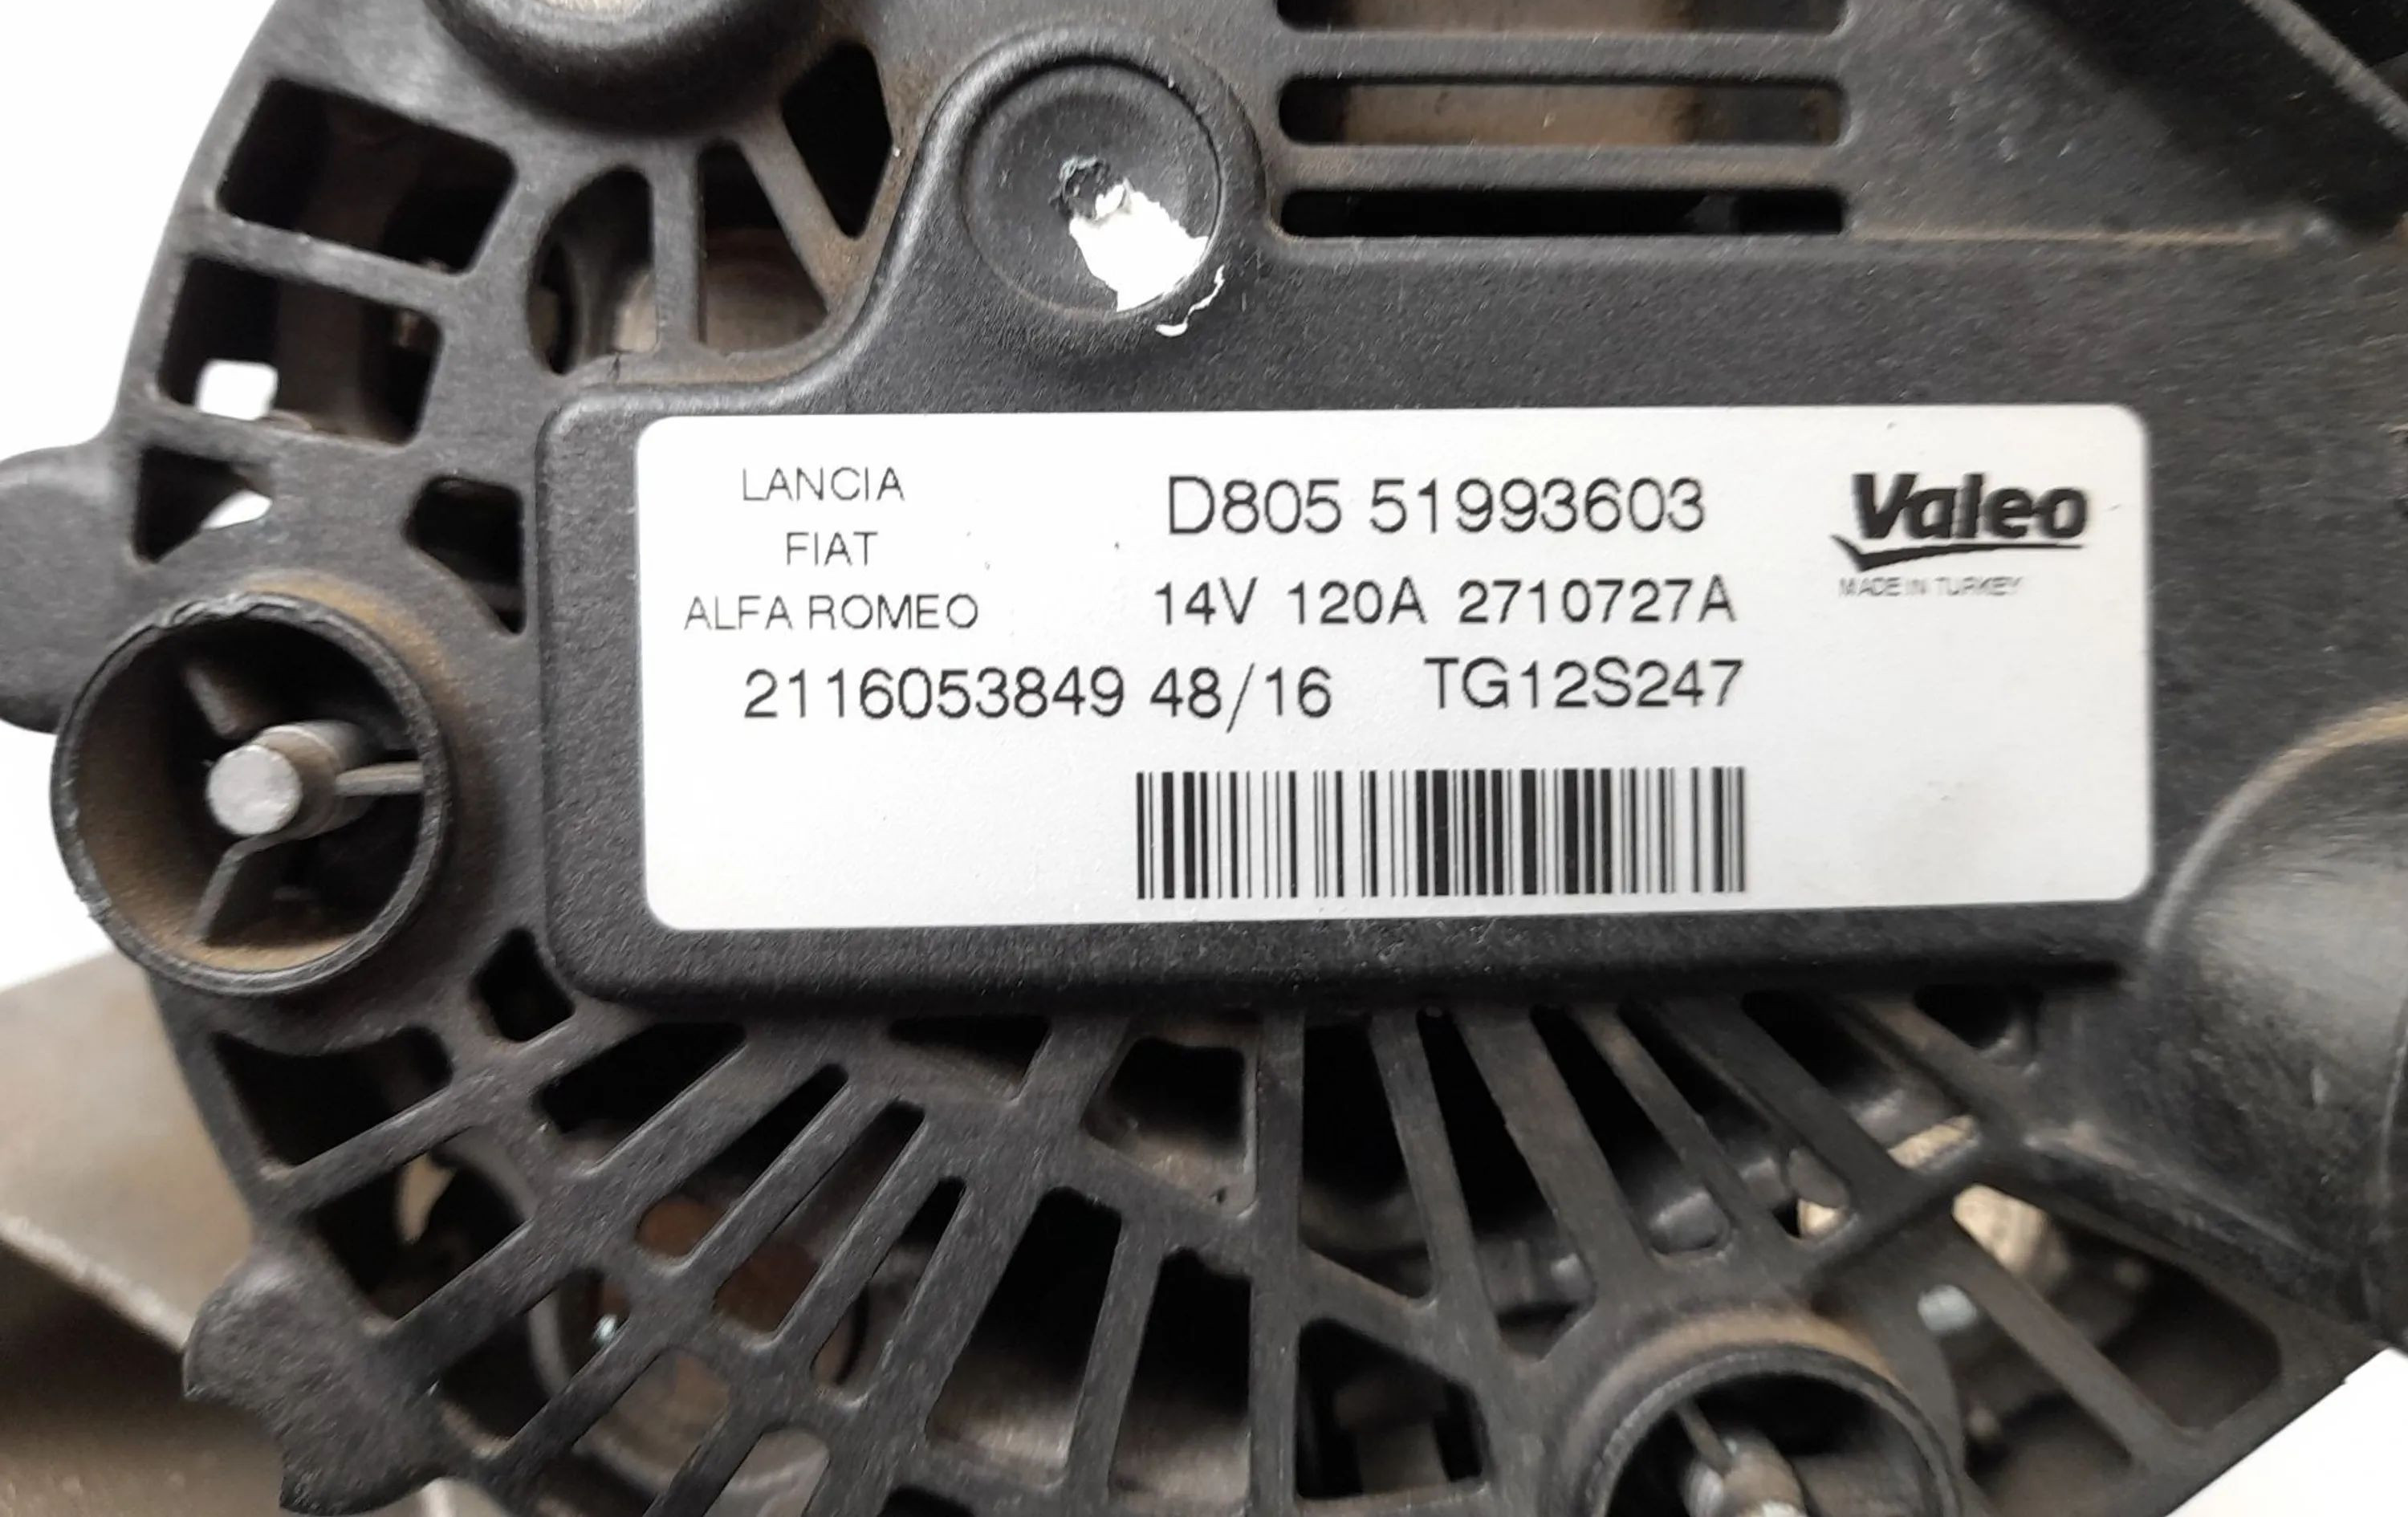 LANCIA
FIAT
ALFA ROMEO
D805 51993603
14V 120A 2710727A
2116053849 48/16 TG12S247
Valeo
MADE IN TURKEY